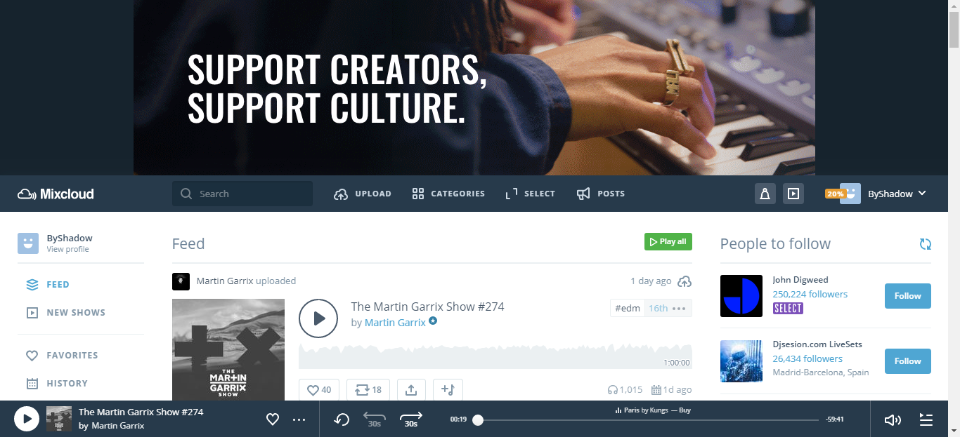 SUPPORT CREATORS,
SUPPORT CULTURE.
Mixcloud
Search
UPLOAD
CATEGORIES
SELECT
POSTS
20%
ByShadow
ByShadow
View profile
FEED
NEW SHOWS
FAVORITES
HISTORY
Feed
Play all
Martin Garrix uploaded
1 day ago
THE
MARTIN
GARRIX
SHOW
The Martin Garrix Show #274
by Martin Garrix
#edm 16th
1:00:00
40
18
1,015
1d ago
People to follow
John Digweed
250,224 followers
SELECT
Follow
Djsesion.com LiveSets
26,434 followers
Madrid-Barcelona, Spain
Follow
The Martin Garrix Show #274
by Martin Garrix
30s
30s
00:19
Paris by Kungs — Buy
-59:41